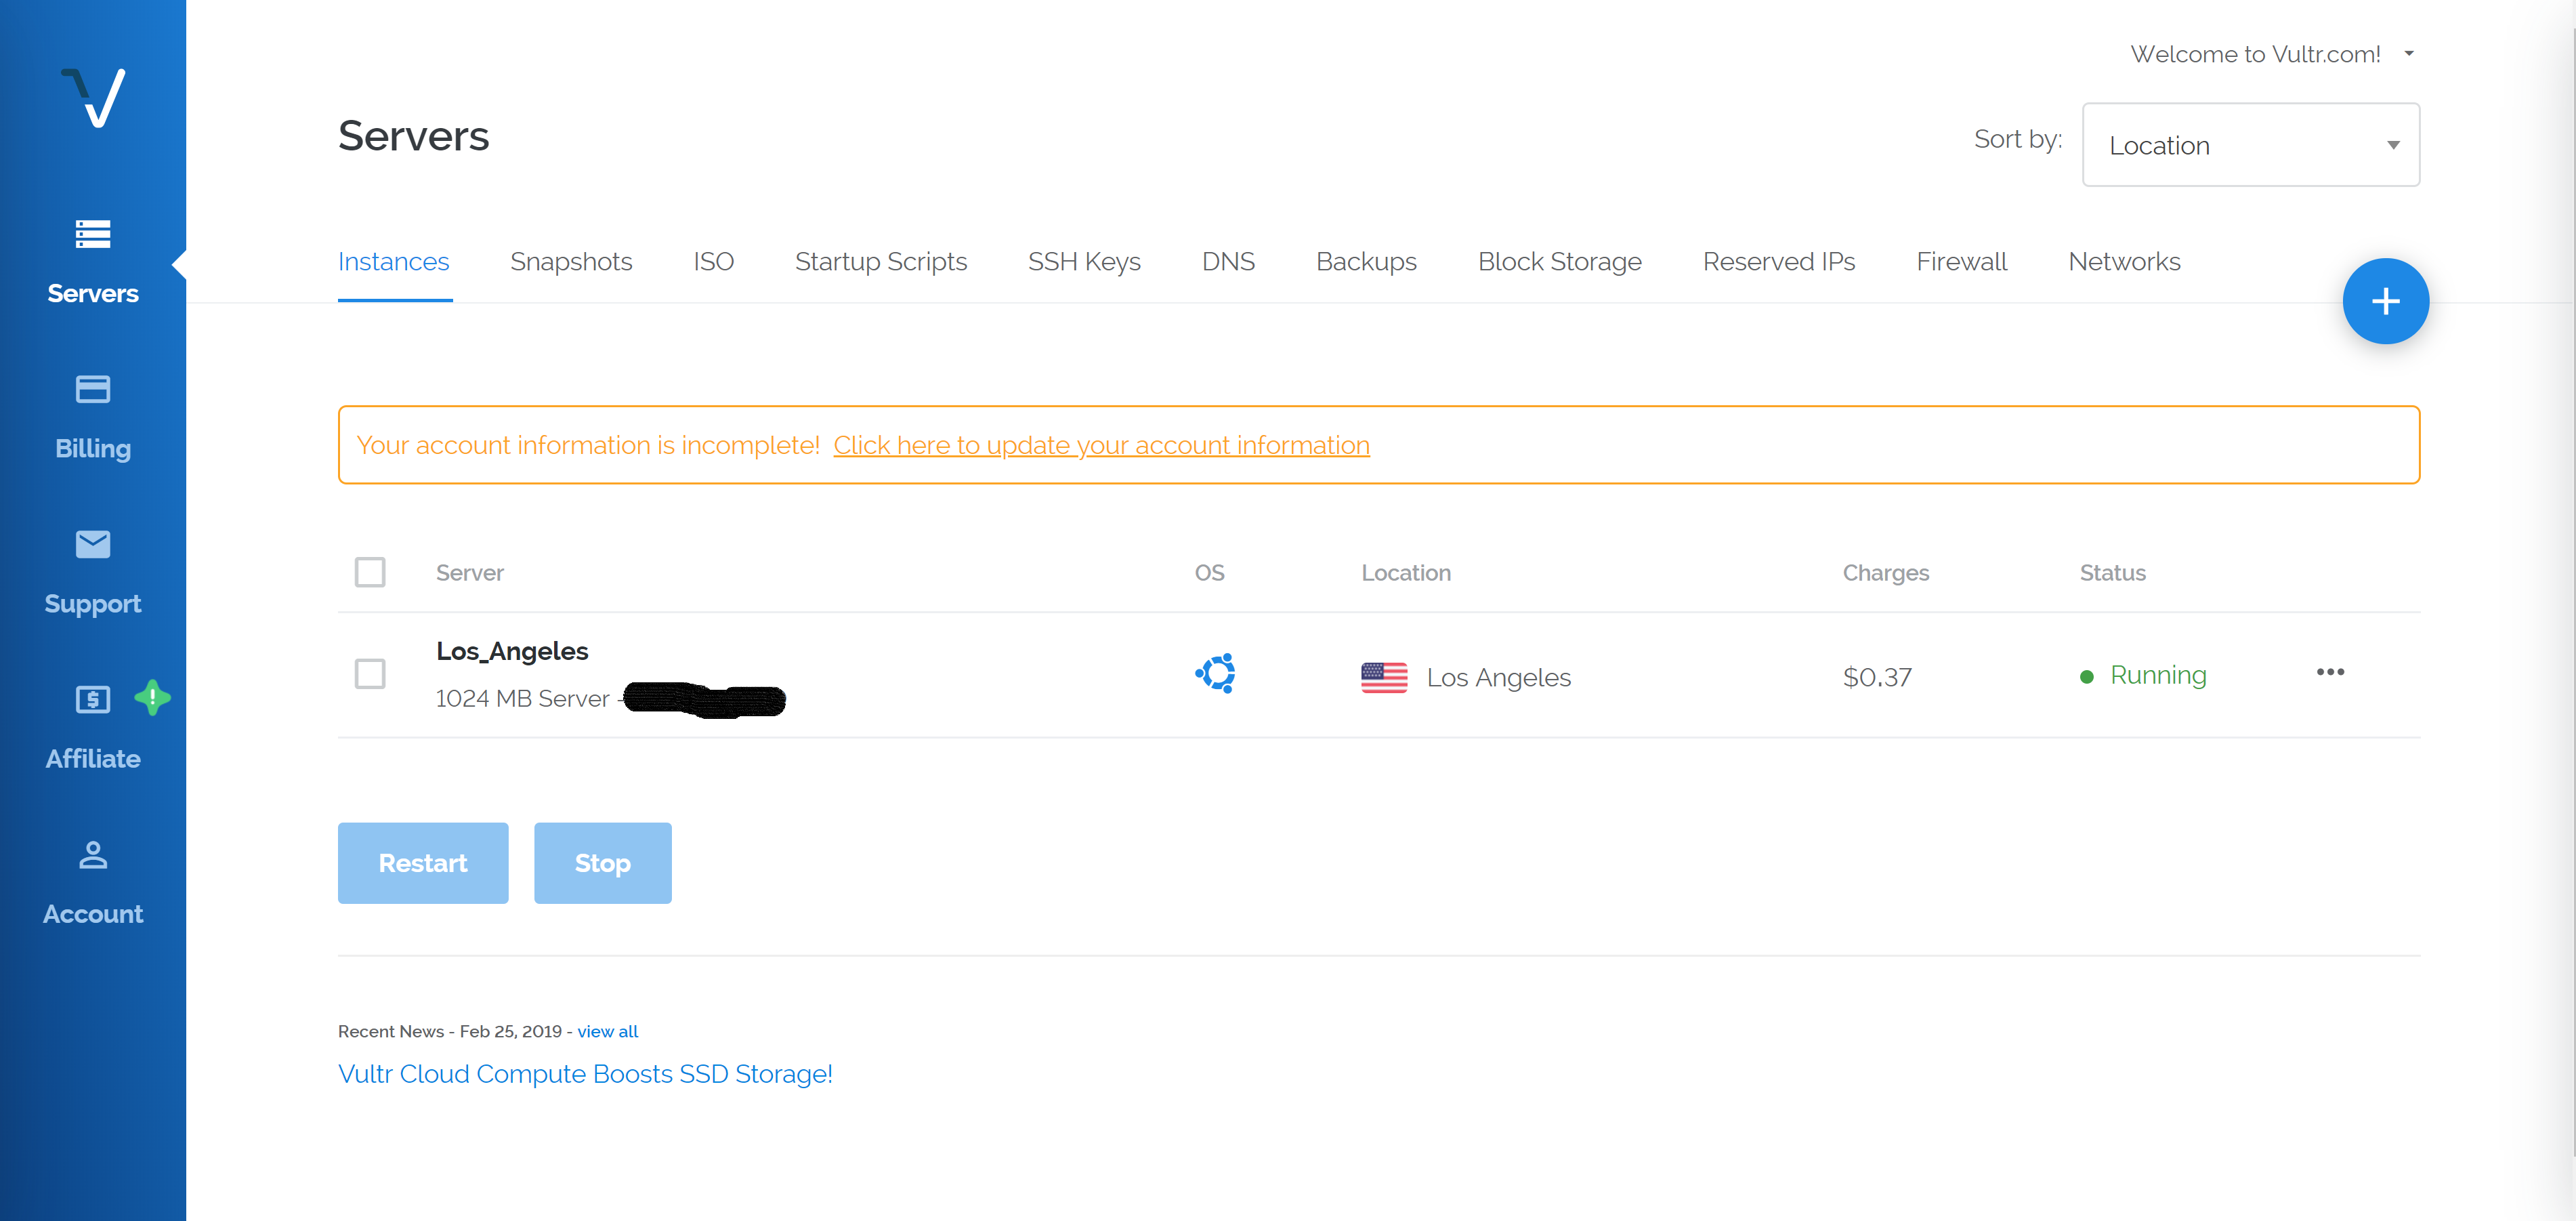 Welcome to Vultr.com!
Servers
Sort by: Location
Instances Snapshots ISO Startup Scripts SSH Keys DNS Backups Block Storage Reserved IPs Firewall Networks
+
Servers
Billing
Support
Affiliate
Account
Your account information is incomplete! Click here to update your account information
Server OS Location Charges Status
Los_Angeles
1024 MB Server -
Los Angeles $0.37 Running
Restart Stop
Recent News - Feb 25, 2019 - view all
Vultr Cloud Compute Boosts SSD Storage!